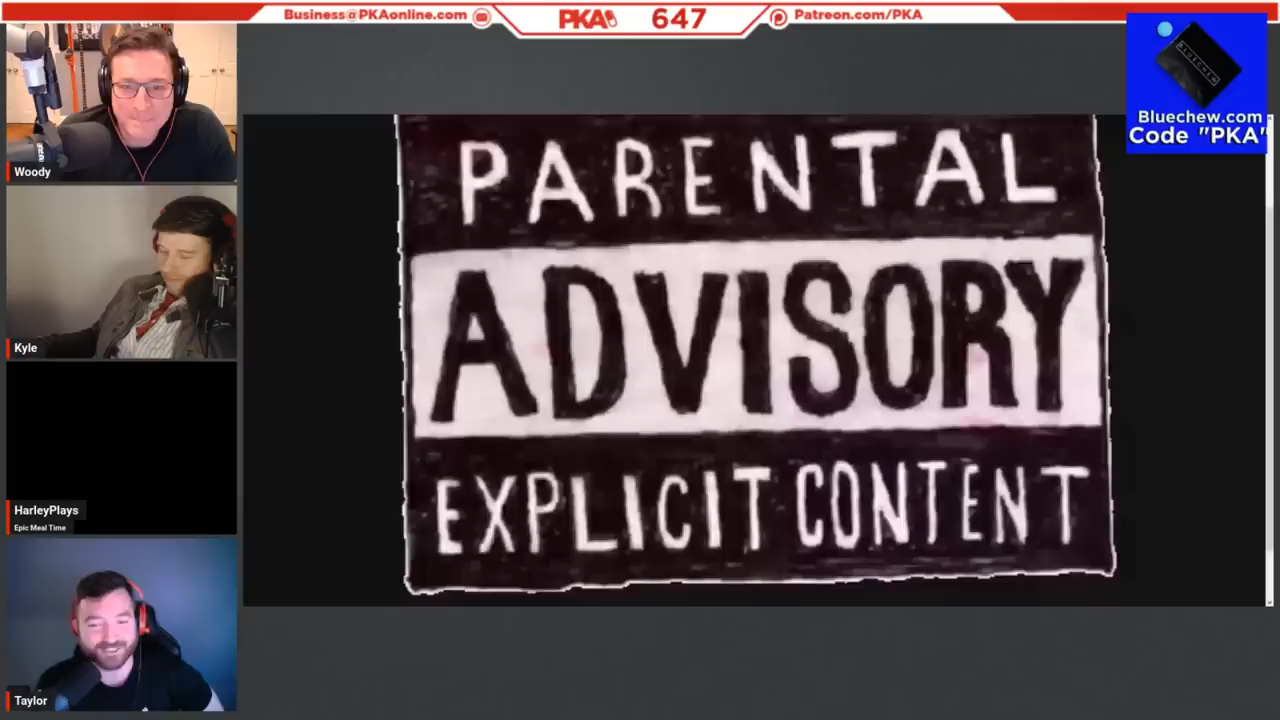 Business@PKAonline.com
PKA
647
Patreon.com/PKA
BLUECHEW
Bluechew.com
Code "PKA"
Woody
Kyle
HarleyPlays
Epic Meal Time
Taylor
PARENTAL
ADVISORY
EXPLICIT CONTENT